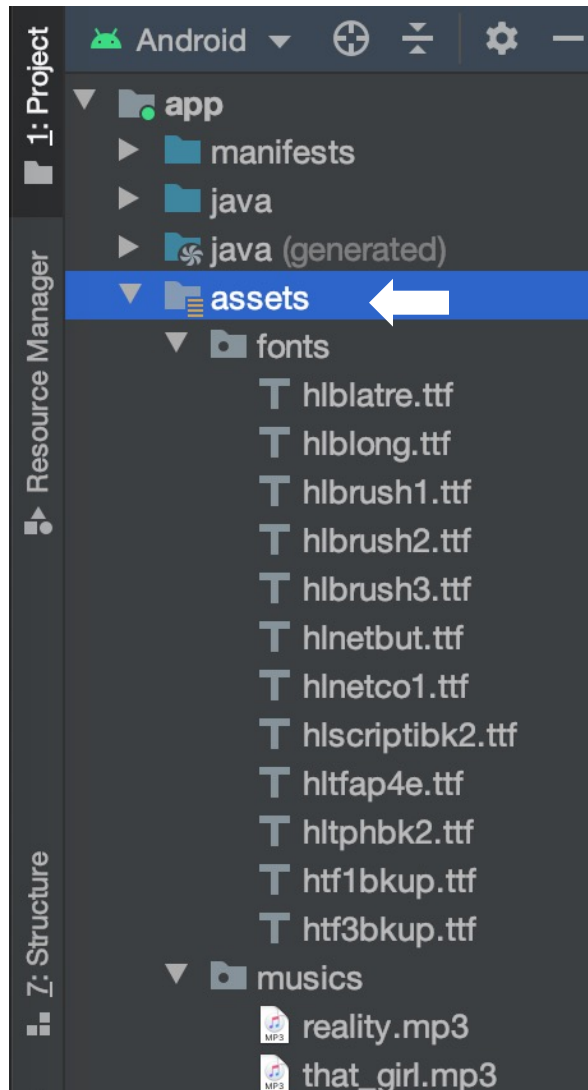 Android
1: Project
app
manifests
java
java (generated)
Resource Manager
assets
fonts
hlblatre.ttf
hlblong.ttf
hlbrush1.ttf
hlbrush2.ttf
hlbrush3.ttf
hlnetbut.ttf
hlnetco1.ttf
hlscriptibk2.ttf
hltfap4e.ttf
hltphbk2.ttf
htf1bkup.ttf
htf3bkup.ttf
7: Structure
musics
MP3 reality.mp3
MP3 that_girl.mp3